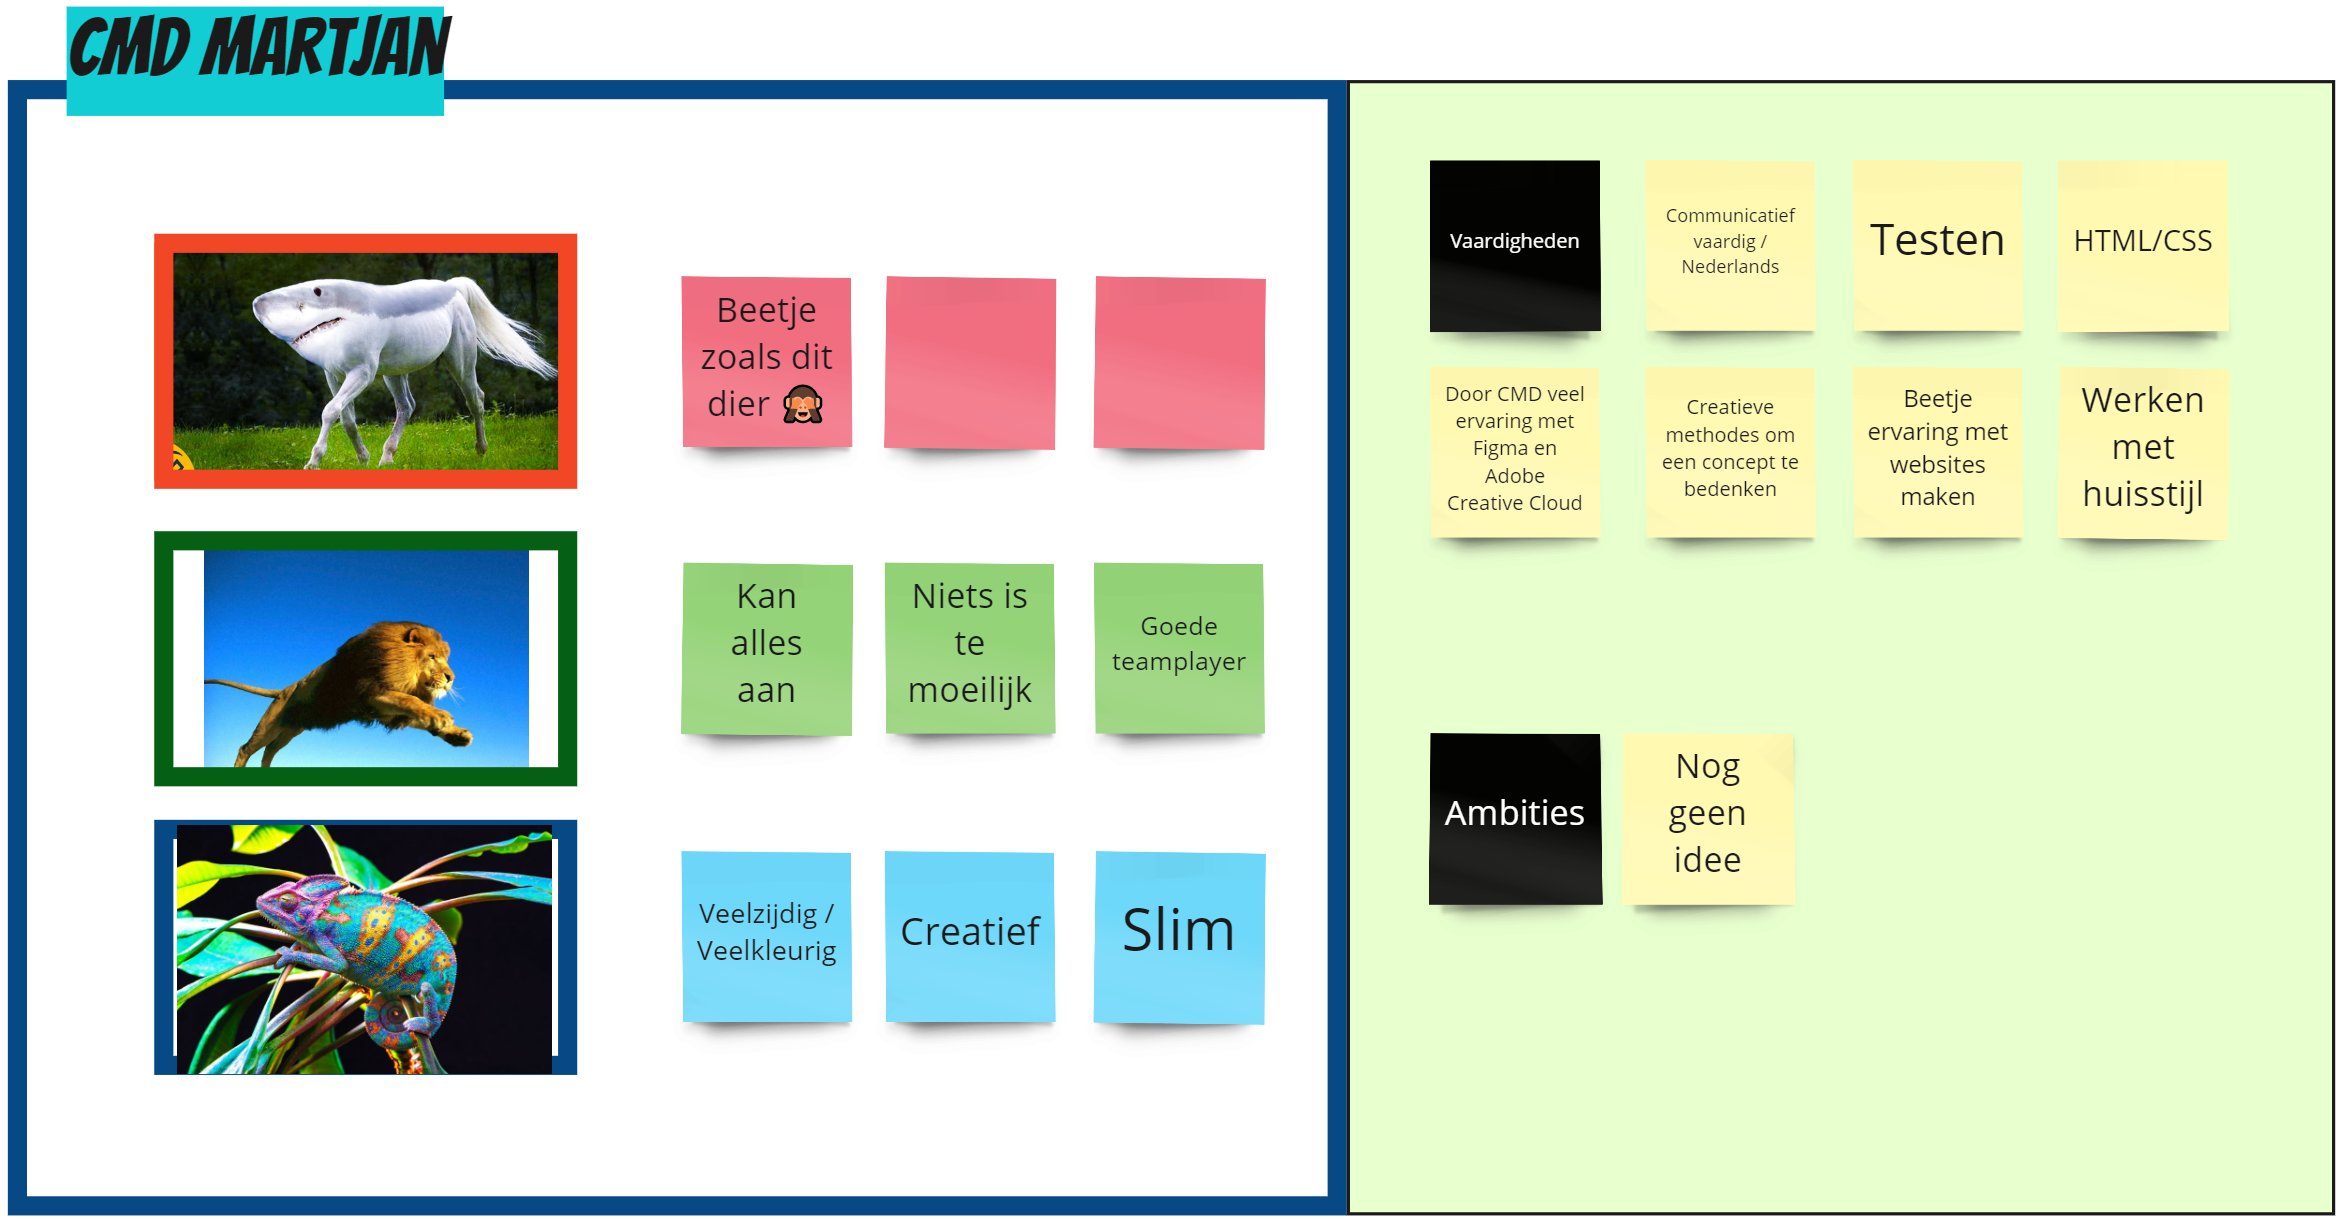 CMD MARTJAN
Beetje
zoals dit
dier 🙈
Kan
alles
aan
Niets is
te
moeilijk
Goede
teamplayer
Veelzijdig /
Veelkleurig
Creatief
Slim
Vaardigheden
Communicatief
vaardig /
Nederlands
Testen
HTML/CSS
Door CMD veel
ervaring met
Figma en
Adobe
Creative Cloud
Creatieve
methodes om
een concept te
bedenken
Beetje
ervaring met
websites
maken
Werken
met
huisstijl
Ambities
Nog
geen
idee